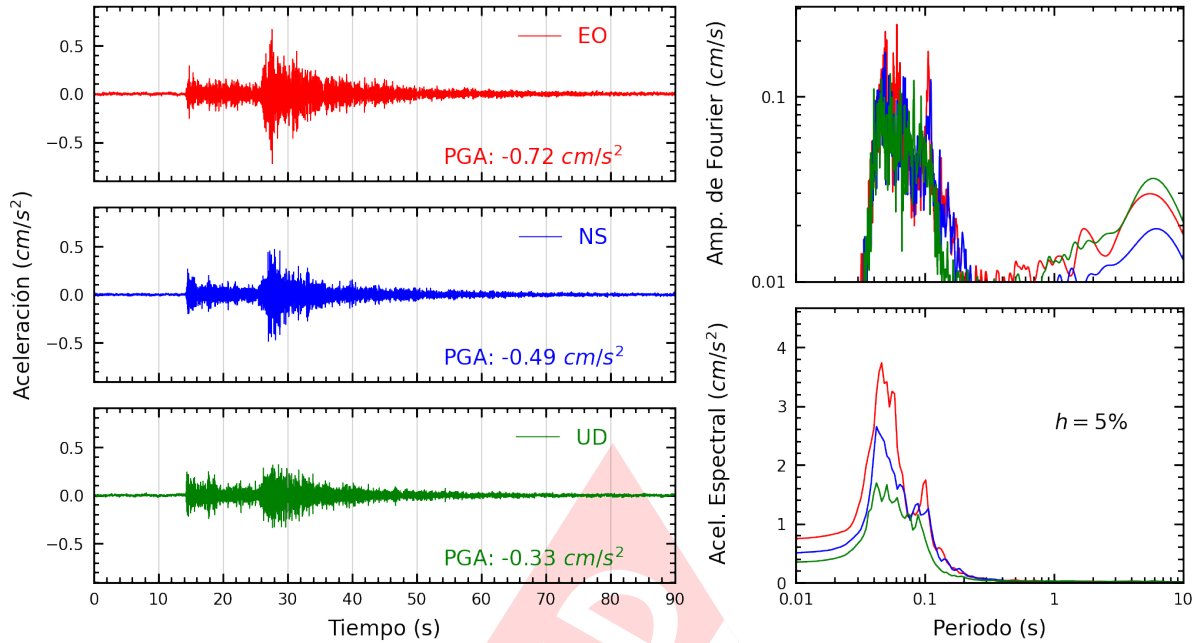 Aceleración (cm/s²)
EO
0.5
0.0
−0.5
PGA: -0.72 cm/s²
NS
0.5
0.0
−0.5
PGA: -0.49 cm/s²
UD
0.5
0.0
−0.5
PGA: -0.33 cm/s²
0 10 20 30 40 50 60 70 80 90
Tiempo (s)
Amp. de Fourier (cm/s)
0.1
0.01
Acel. Espectral (cm/s²)
4
3
2
1
0
h = 5%
0.01 0.1 1 10
Periodo (s)